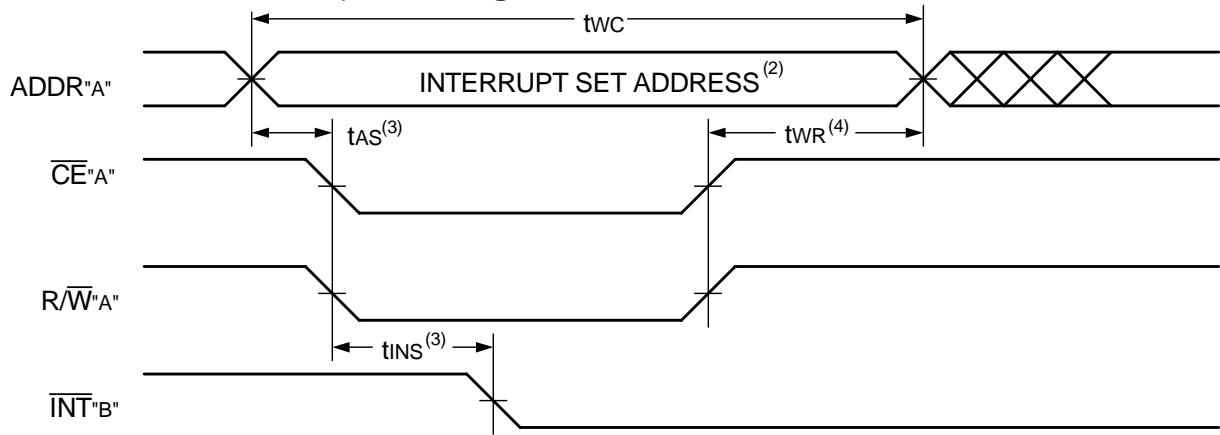 tWC
ADDR"A"
INTERRUPT SET ADDRESS(2)
tAS(3)
tWR(4)
CE"A"
R/W"A"
tINS(3)
INT"B"